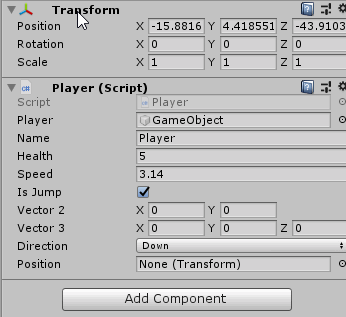 Transform
Position X -15.8816 Y 4.418551 Z -43.9103
Rotation X 0 Y 0 Z 0
Scale X 1 Y 1 Z 1
Player (Script)
Script Player
Player GameObject
Name Player
Health 5
Speed 3.14
Is Jump
Vector 2 X 0 Y 0
Vector 3 X 0 Y 0 Z 0
Direction Down
Position None (Transform)
Add Component